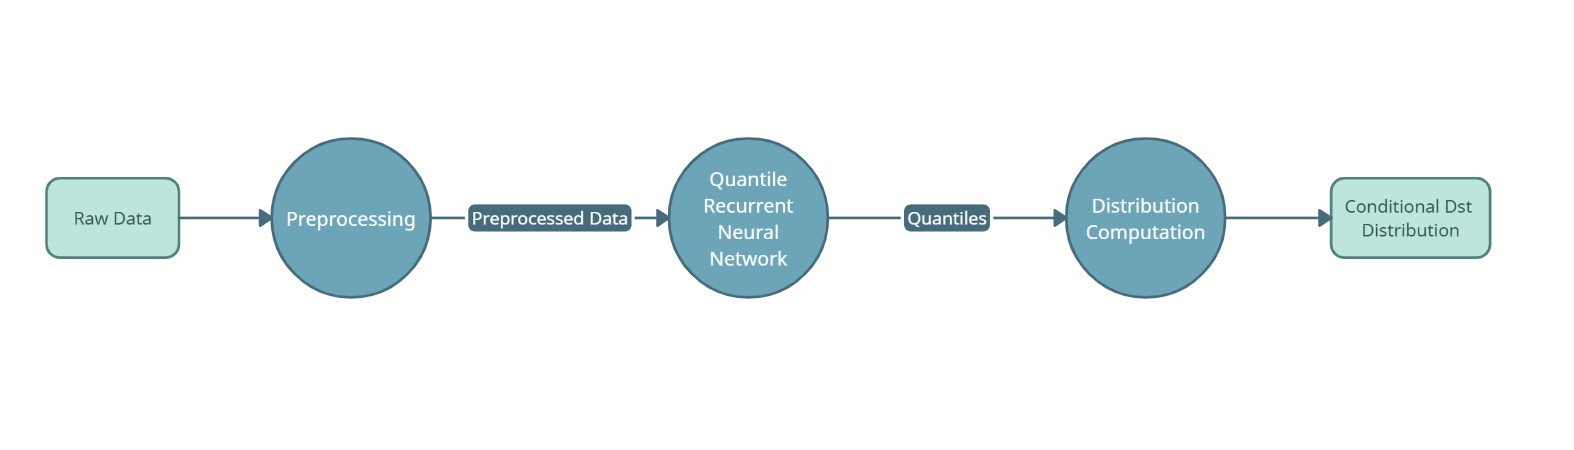 Raw Data
Preprocessing
Preprocessed Data
Quantile
Recurrent
Neural
Network
Quantiles
Distribution
Computation
Conditional Dst
Distribution